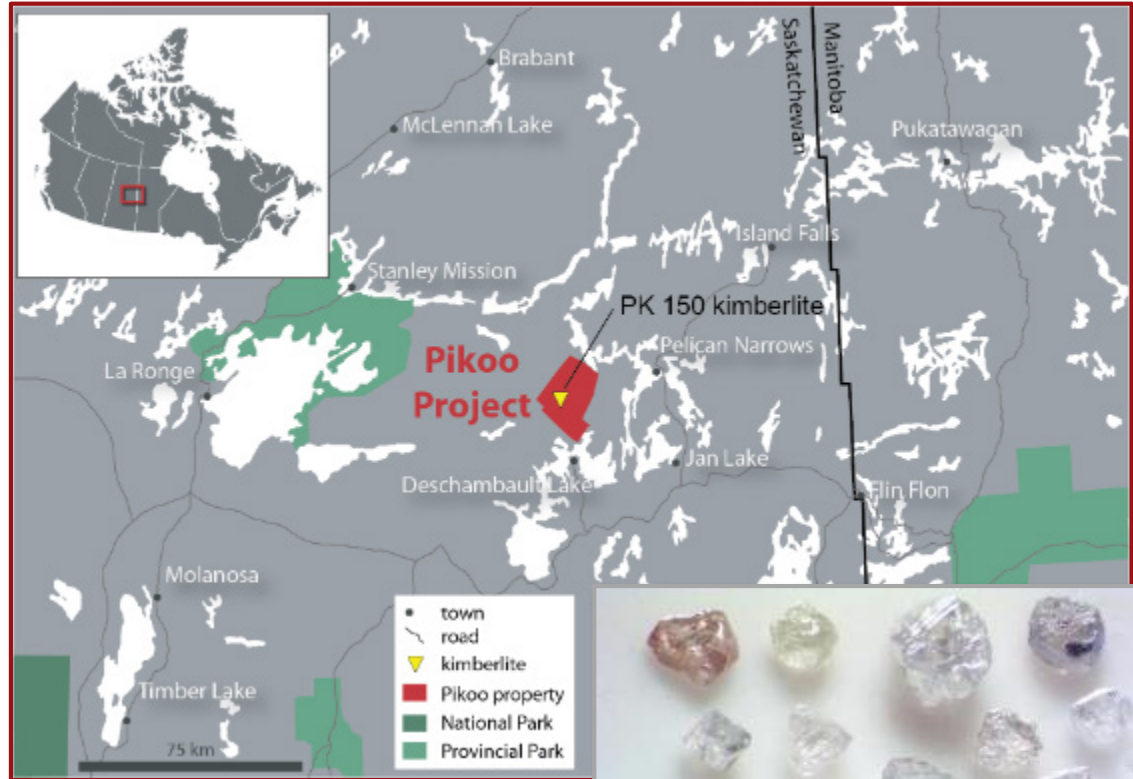 Brabant
McLennan Lake
Saskatchewan
Manitoba
Pukatawagan
Island Falls
Stanley Mission
PK 150 kimberlite
Pelican Narrows
La Ronge
Pikoo
Project
Jan Lake
Deschambault Lake
Flin Flon
Molanosa
Timber Lake
75 km
town
road
kimberlite
Pikoo property
National Park
Provincial Park